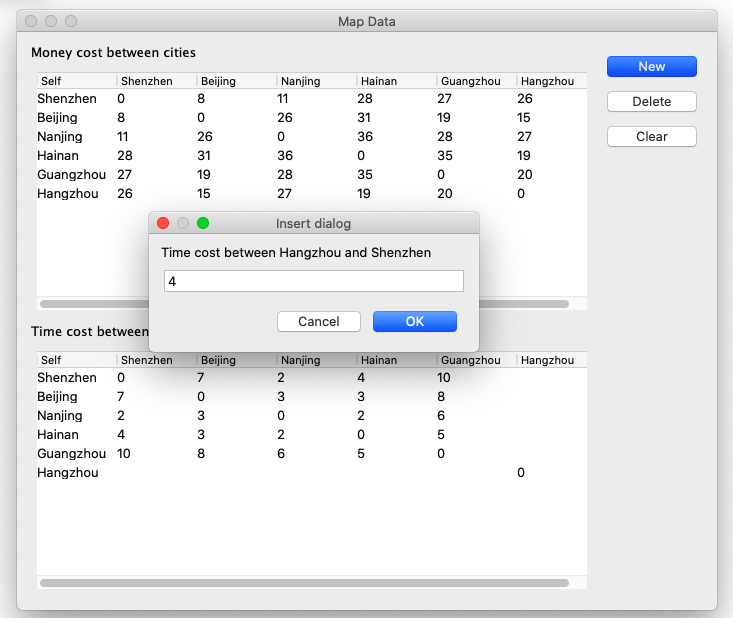 Map Data
Money cost between cities
New
Self Shenzhen Beijing Nanjing Hainan Guangzhou Hangzhou
Shenzhen 0 8 11 28 27 26
Delete
Beijing 8 0 26 31 19 15
Nanjing 11 26 0 36 28 27
Clear
Hainan 28 31 36 0 35 19
Guangzhou 27 19 28 35 0 20
Hangzhou 26 15 27 19 20 0
Insert dialog
Time cost between Hangzhou and Shenzhen
4
Cancel OK
Time cost between
Self Shenzhen Beijing Nanjing Hainan Guangzhou Hangzhou
Shenzhen 0 7 2 4 10
Beijing 7 0 3 3 8
Nanjing 2 3 0 2 6
Hainan 4 3 2 0 5
Guangzhou 10 8 6 5 0
Hangzhou 0